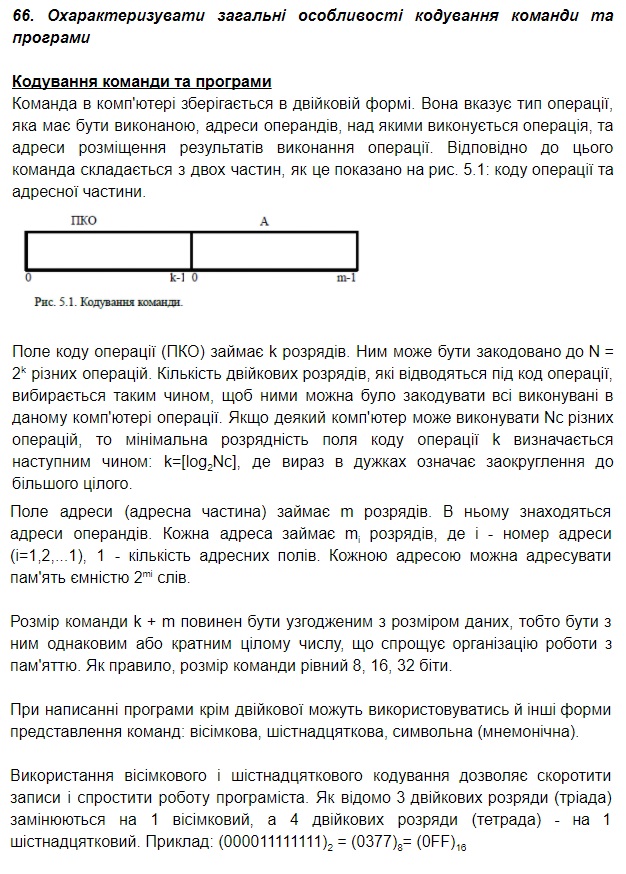 66. Охарактеризувати загальні особливості кодування команди та
програми
Кодування команди та програми
Команда в комп'ютері зберігається в двійковій формі. Вона вказує тип операції,
яка має бути виконаною, адреси операндів, над якими виконується операція, та
адреси розміщення результатів виконання операції. Відповідно до цього
команда складається з двох частин, як це показано на рис. 5.1: коду операції та
адресної частини.
ПКО A
0 k-1 0 m-1
Рис. 5.1. Кодування команди.
Поле коду операції (ПКО) займає k розрядів. Ним може бути закодовано до N =
2ᵏ різних операцій. Кількість двійкових розрядів, які відводяться під код операції,
вибирається таким чином, щоб ними можна було закодувати всі виконувані в
даному комп'ютері операції. Якщо деякий комп'ютер може виконувати Nс різних
операцій, то мінімальна розрядність поля коду операції k визначається
наступним чином: k=[log₂Nc], де вираз в дужках означає заокруглення до
більшого цілого.
Поле адреси (адресна частина) займає m розрядів. В ньому знаходяться
адреси операндів. Кожна адреса займає mᵢ розрядів, де і - номер адреси
(і=1,2,...1), 1 - кількість адресних полів. Кожною адресою можна адресувати
пам'ять ємністю 2ᵐⁱ слів.
Розмір команди k + m повинен бути узгодженим з розміром даних, тобто бути з
ним однаковим або кратним цілому числу, що спрощує організацію роботи з
пам'яттю. Як правило, розмір команди рівний 8, 16, 32 біти.
При написанні програми крім двійкової можуть використовуватись й інші форми
представлення команд: вісімкова, шістнадцяткова, символьна (мнемонічна).
Використання вісімкового і шістнадцяткового кодування дозволяє скоротити
записи і спростити роботу програміста. Як відомо 3 двійкових розряди (тріада)
замінюються на 1 вісімковий, а 4 двійкових розряди (тетрада) - на 1
шістнадцятковий. Приклад: (000011111111)₂ = (0377)₈= (0FF)₁₆